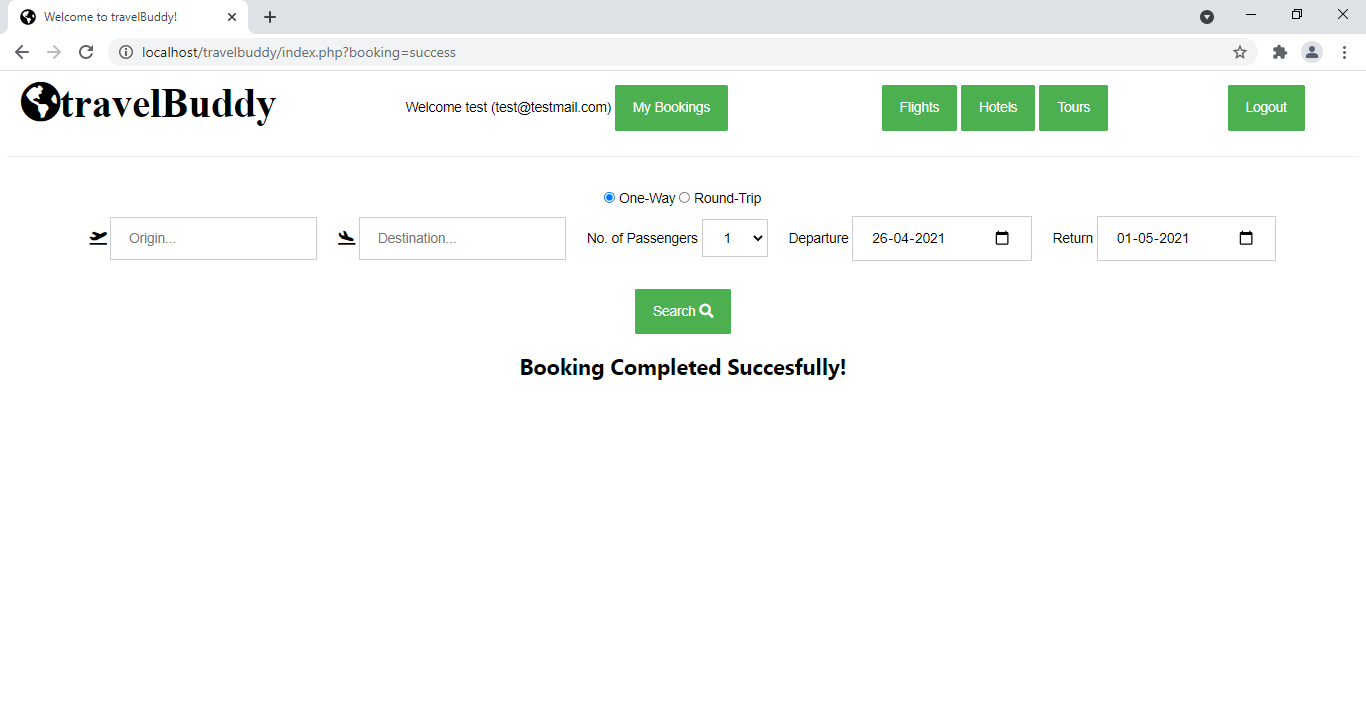 Welcome to travelBuddy!
localhost/travelbuddy/index.php?booking=success
travelBuddy Welcome test (test@testmail.com) My Bookings Flights Hotels Tours Logout
One-Way Round-Trip
Origin... Destination... No. of Passengers 1 Departure 26-04-2021 Return 01-05-2021
Search
Booking Completed Succesfully!